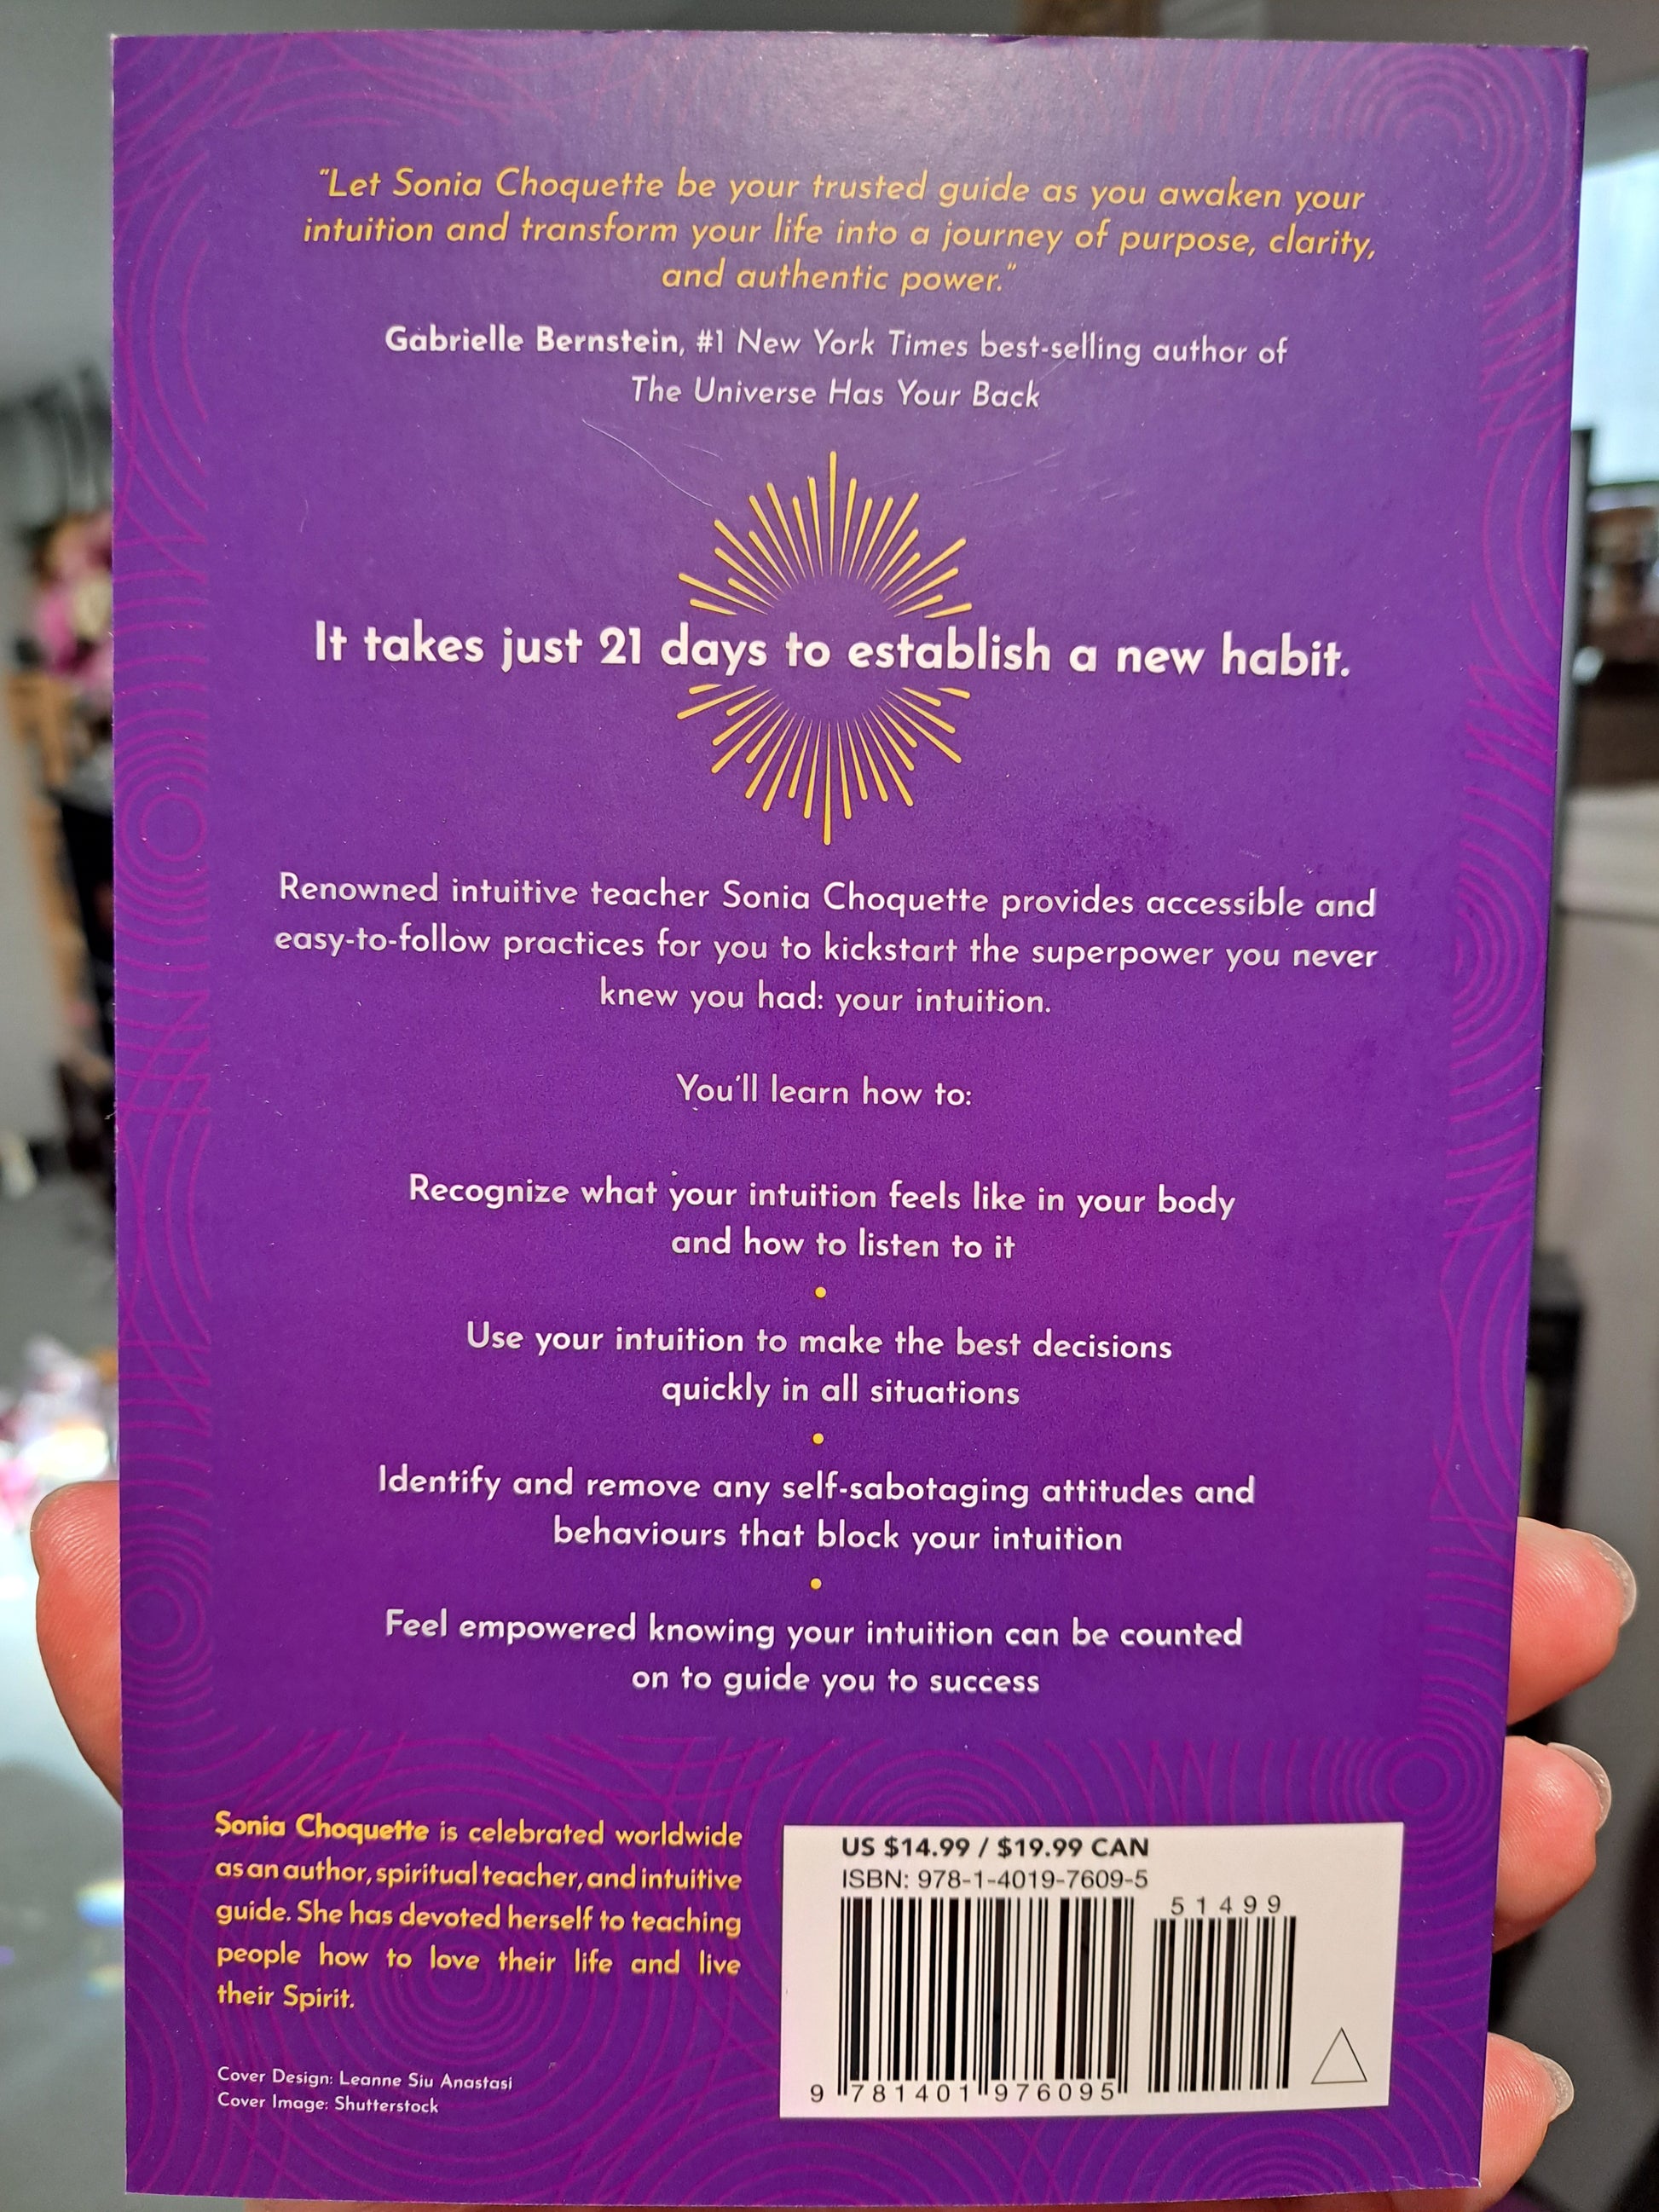 “Let Sonia Choquette be your trusted guide as you awaken your
intuition and transform your life into a journey of purpose, clarity,
and authentic power.”
Gabrielle Bernstein, #1 New York Times best-selling author of
The Universe Has Your Back
It takes just 21 days to establish a new habit.
Renowned intuitive teacher Sonia Choquette provides accessible and
easy-to-follow practices for you to kickstart the superpower you never
knew you had: your intuition.
You'll learn how to:
Recognize what your intuition feels like in your body
and how to listen to it
•
Use your intuition to make the best decisions
quickly in all situations
•
Identify and remove any self-sabotaging attitudes and
behaviours that block your intuition
•
Feel empowered knowing your intuition can be counted
on to guide you to success
Sonia Choquette is celebrated worldwide
as an author, spiritual teacher, and intuitive
guide. She has devoted herself to teaching
people how to love their life and live
their Spirit.
Cover Design: Leanne Siu Anastasi
Cover Image: Shutterstock
US $14.99 / $19.99 CAN
ISBN: 978-1-4019-7609-5
51499
9 781401 976095